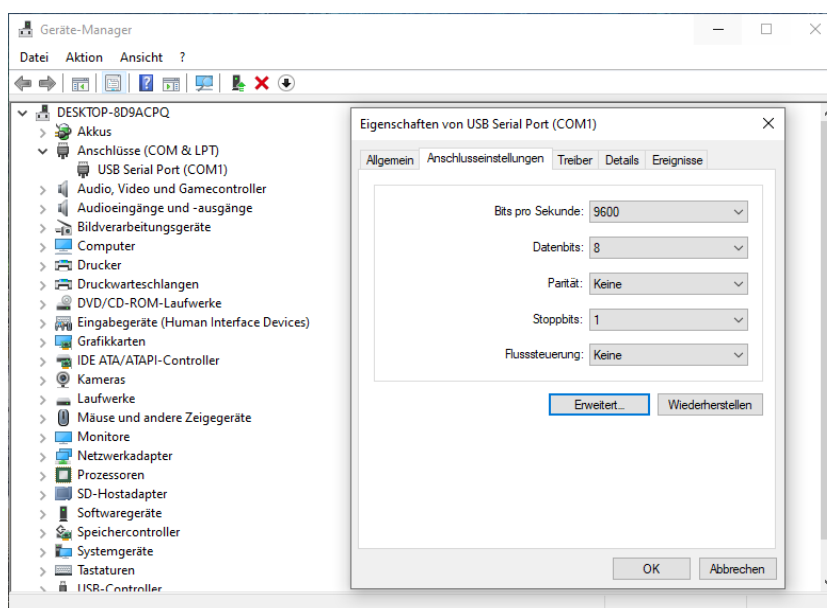 Geräte-Manager
Datei Aktion Ansicht ?
DESKTOP-8D9ACPQ
Akkus
Anschlüsse (COM & LPT)
USB Serial Port (COM1)
Audio, Video und Gamecontroller
Audioeingänge und -ausgänge
Bildverarbeitungsgeräte
Computer
Drucker
Druckwarteschlangen
DVD/CD-ROM-Laufwerke
Eingabegeräte (Human Interface Devices)
Grafikkarten
IDE ATA/ATAPI-Controller
Kameras
Laufwerke
Mäuse und andere Zeigegeräte
Monitore
Netzwerkadapter
Prozessoren
SD-Hostadapter
Softwaregeräte
Speichercontroller
Systemgeräte
Tastaturen
USB-Controller
Eigenschaften von USB Serial Port (COM1)
Allgemein Anschlusseinstellungen Treiber Details Ereignisse
Bits pro Sekunde: 9600
Datenbits: 8
Parität: Keine
Stoppbits: 1
Flusssteuerung: Keine
Erweitert... Wiederherstellen
OK Abbrechen